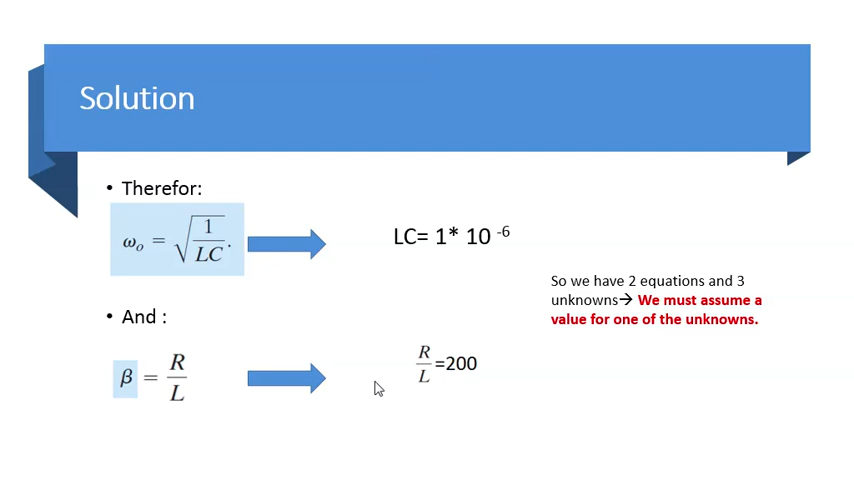 Solution
• Therefor:
ωₒ = √(1/LC).
LC= 1* 10 ⁻⁶
So we have 2 equations and 3
unknowns→ We must assume a
value for one of the unknowns.
• And :
β = R/L
R/L =200